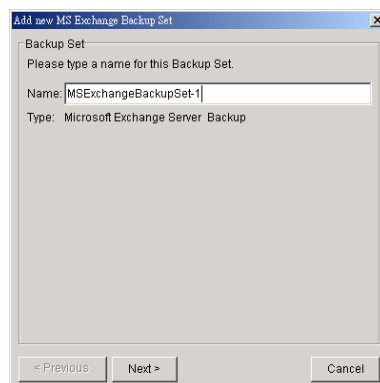 Add new MS Exchange Backup Set
Backup Set
Please type a name for this Backup Set.
Name: MSExchangeBackupSet-1
Type: Microsoft Exchange Server Backup
< Previous Next > Cancel